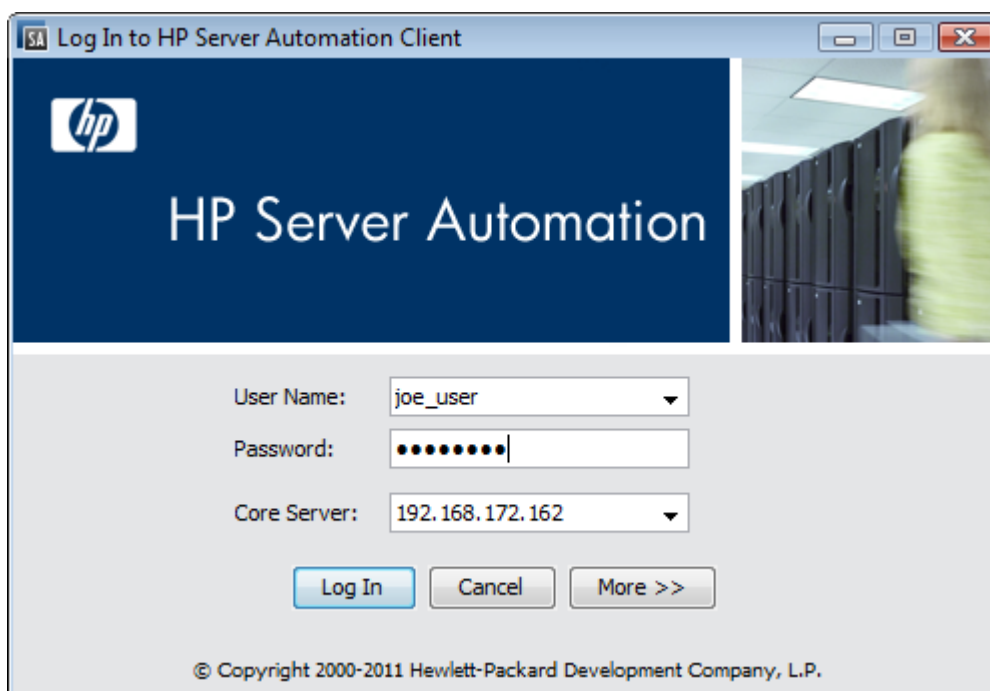 SA Log In to HP Server Automation Client
hp
HP Server Automation
User Name: joe_user
Password: ••••••••
Core Server: 192.168.172.162
Log In Cancel More >>
© Copyright 2000-2011 Hewlett-Packard Development Company, L.P.